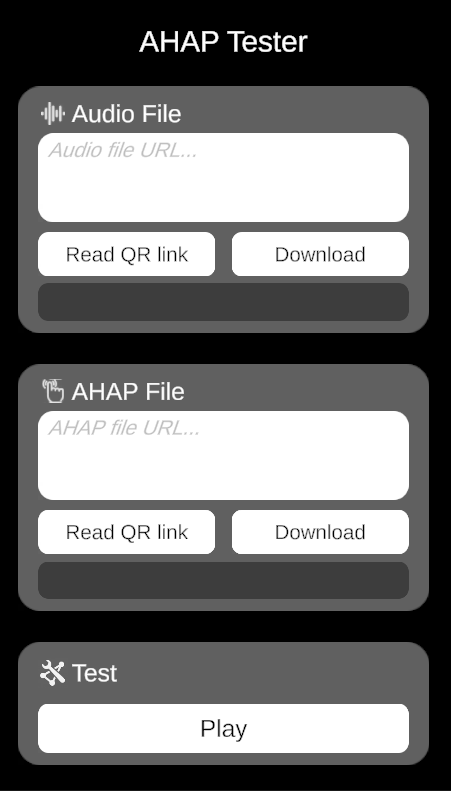 AHAP Tester
Audio File
Audio file URL...
Read QR link
Download
AHAP File
AHAP file URL...
Read QR link
Download
Test
Play